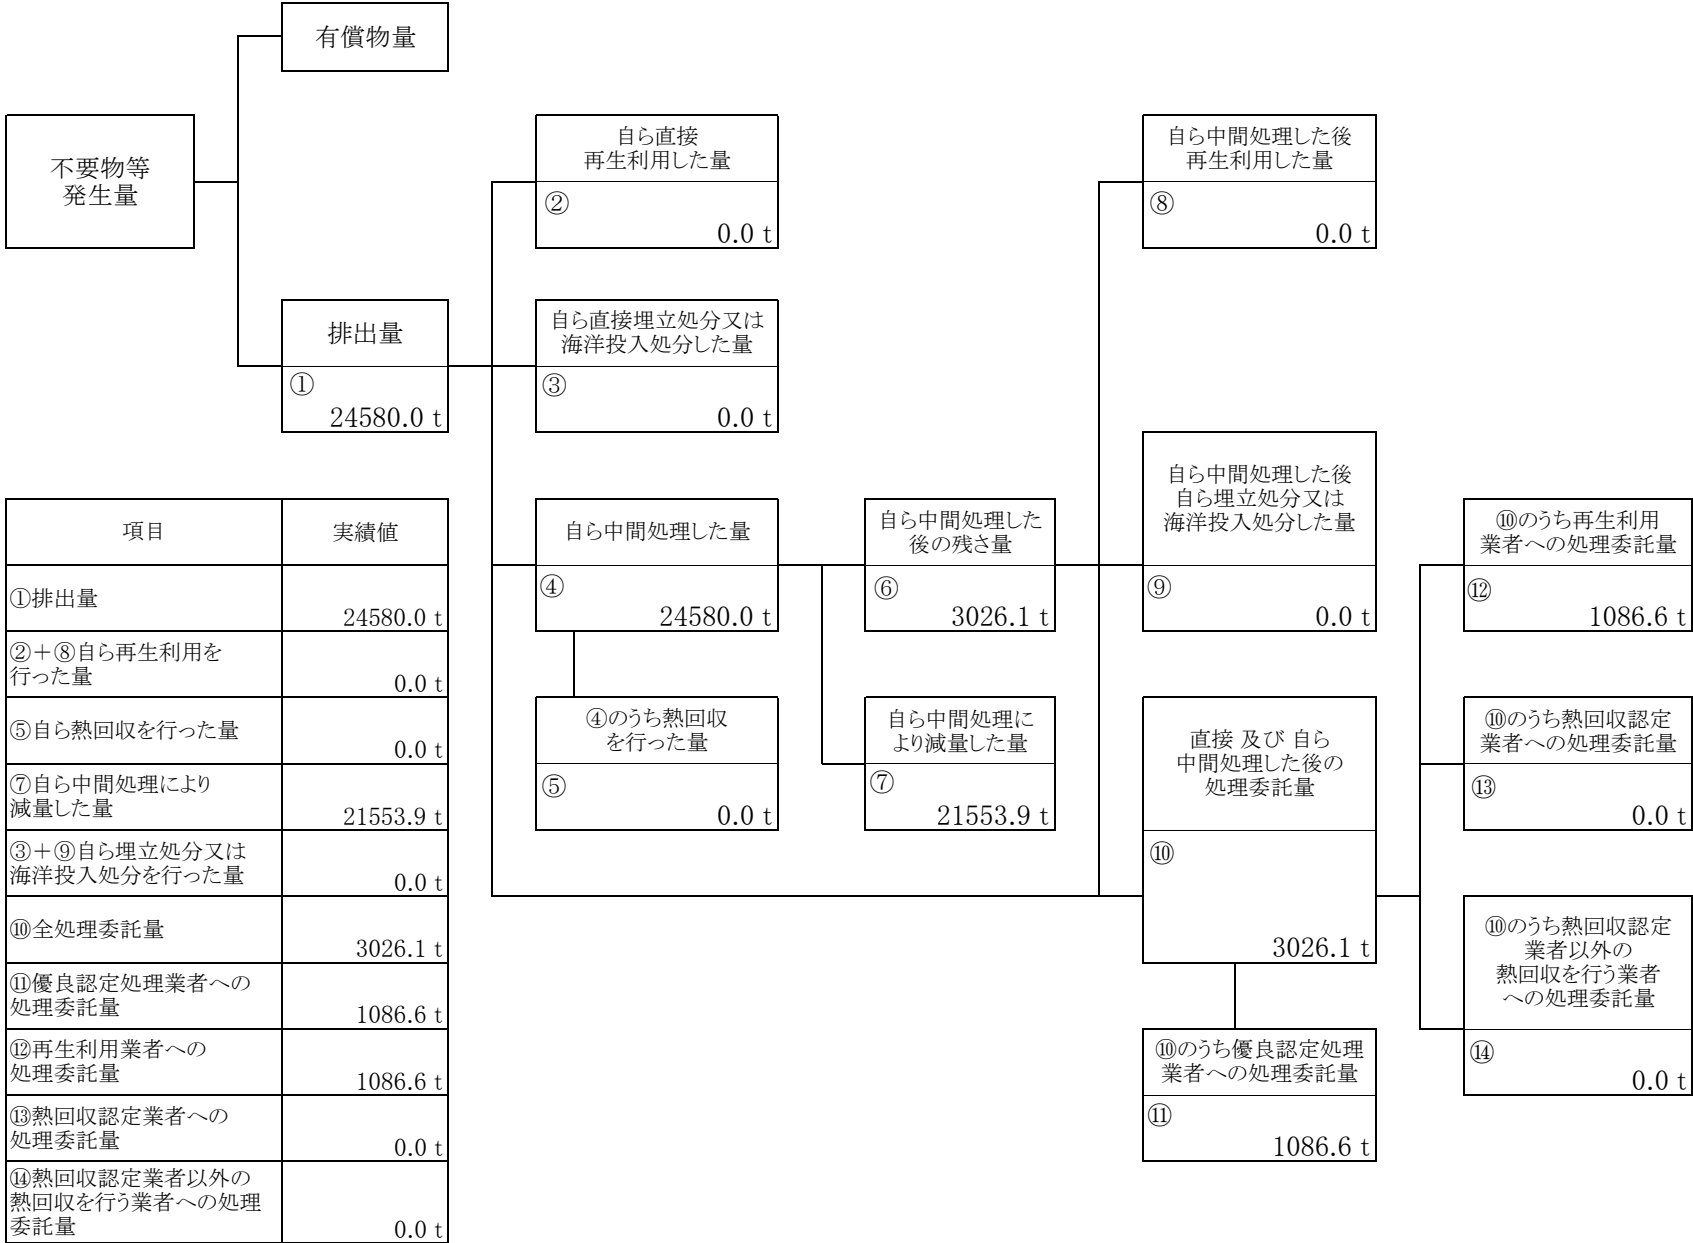 有償物量
不要物等
発生量
自ら直接
再生利用した量
②
0.0 t
自ら中間処理した後
再生利用した量
⑧
0.0 t
排出量
①
24580.0 t
自ら直接埋立処分又は
海洋投入処分した量
③
0.0 t
自ら中間処理した量
④
24580.0 t
自ら中間処理した
後の残さ量
⑥
3026.1 t
自ら中間処理した後
自ら埋立処分又は
海洋投入処分した量
⑨
0.0 t
⑩のうち再生利用
業者への処理委託量
⑫
1086.6 t
④のうち熱回収
を行った量
⑤
0.0 t
自ら中間処理に
より減量した量
⑦
21553.9 t
直接 及び 自ら
中間処理した後の
処理委託量
⑩
3026.1 t
⑩のうち熱回収認定
業者への処理委託量
⑬
0.0 t
⑩のうち熱回収認定
業者以外の
熱回収を行う業者
への処理委託量
⑭
0.0 t
⑩のうち優良認定処理
業者への処理委託量
⑪
1086.6 t
項目 実績値
①排出量
24580.0 t
②+⑧自ら再生利用を
行った量
0.0 t
⑤自ら熱回収を行った量
0.0 t
⑦自ら中間処理により
減量した量
21553.9 t
③+⑨自ら埋立処分又は
海洋投入処分を行った量
0.0 t
⑩全処理委託量
3026.1 t
⑪優良認定処理業者への
処理委託量
1086.6 t
⑫再生利用業者への
処理委託量
1086.6 t
⑬熱回収認定業者への
処理委託量
0.0 t
⑭熱回収認定業者以外の
熱回収を行う業者への処理
委託量
0.0 t